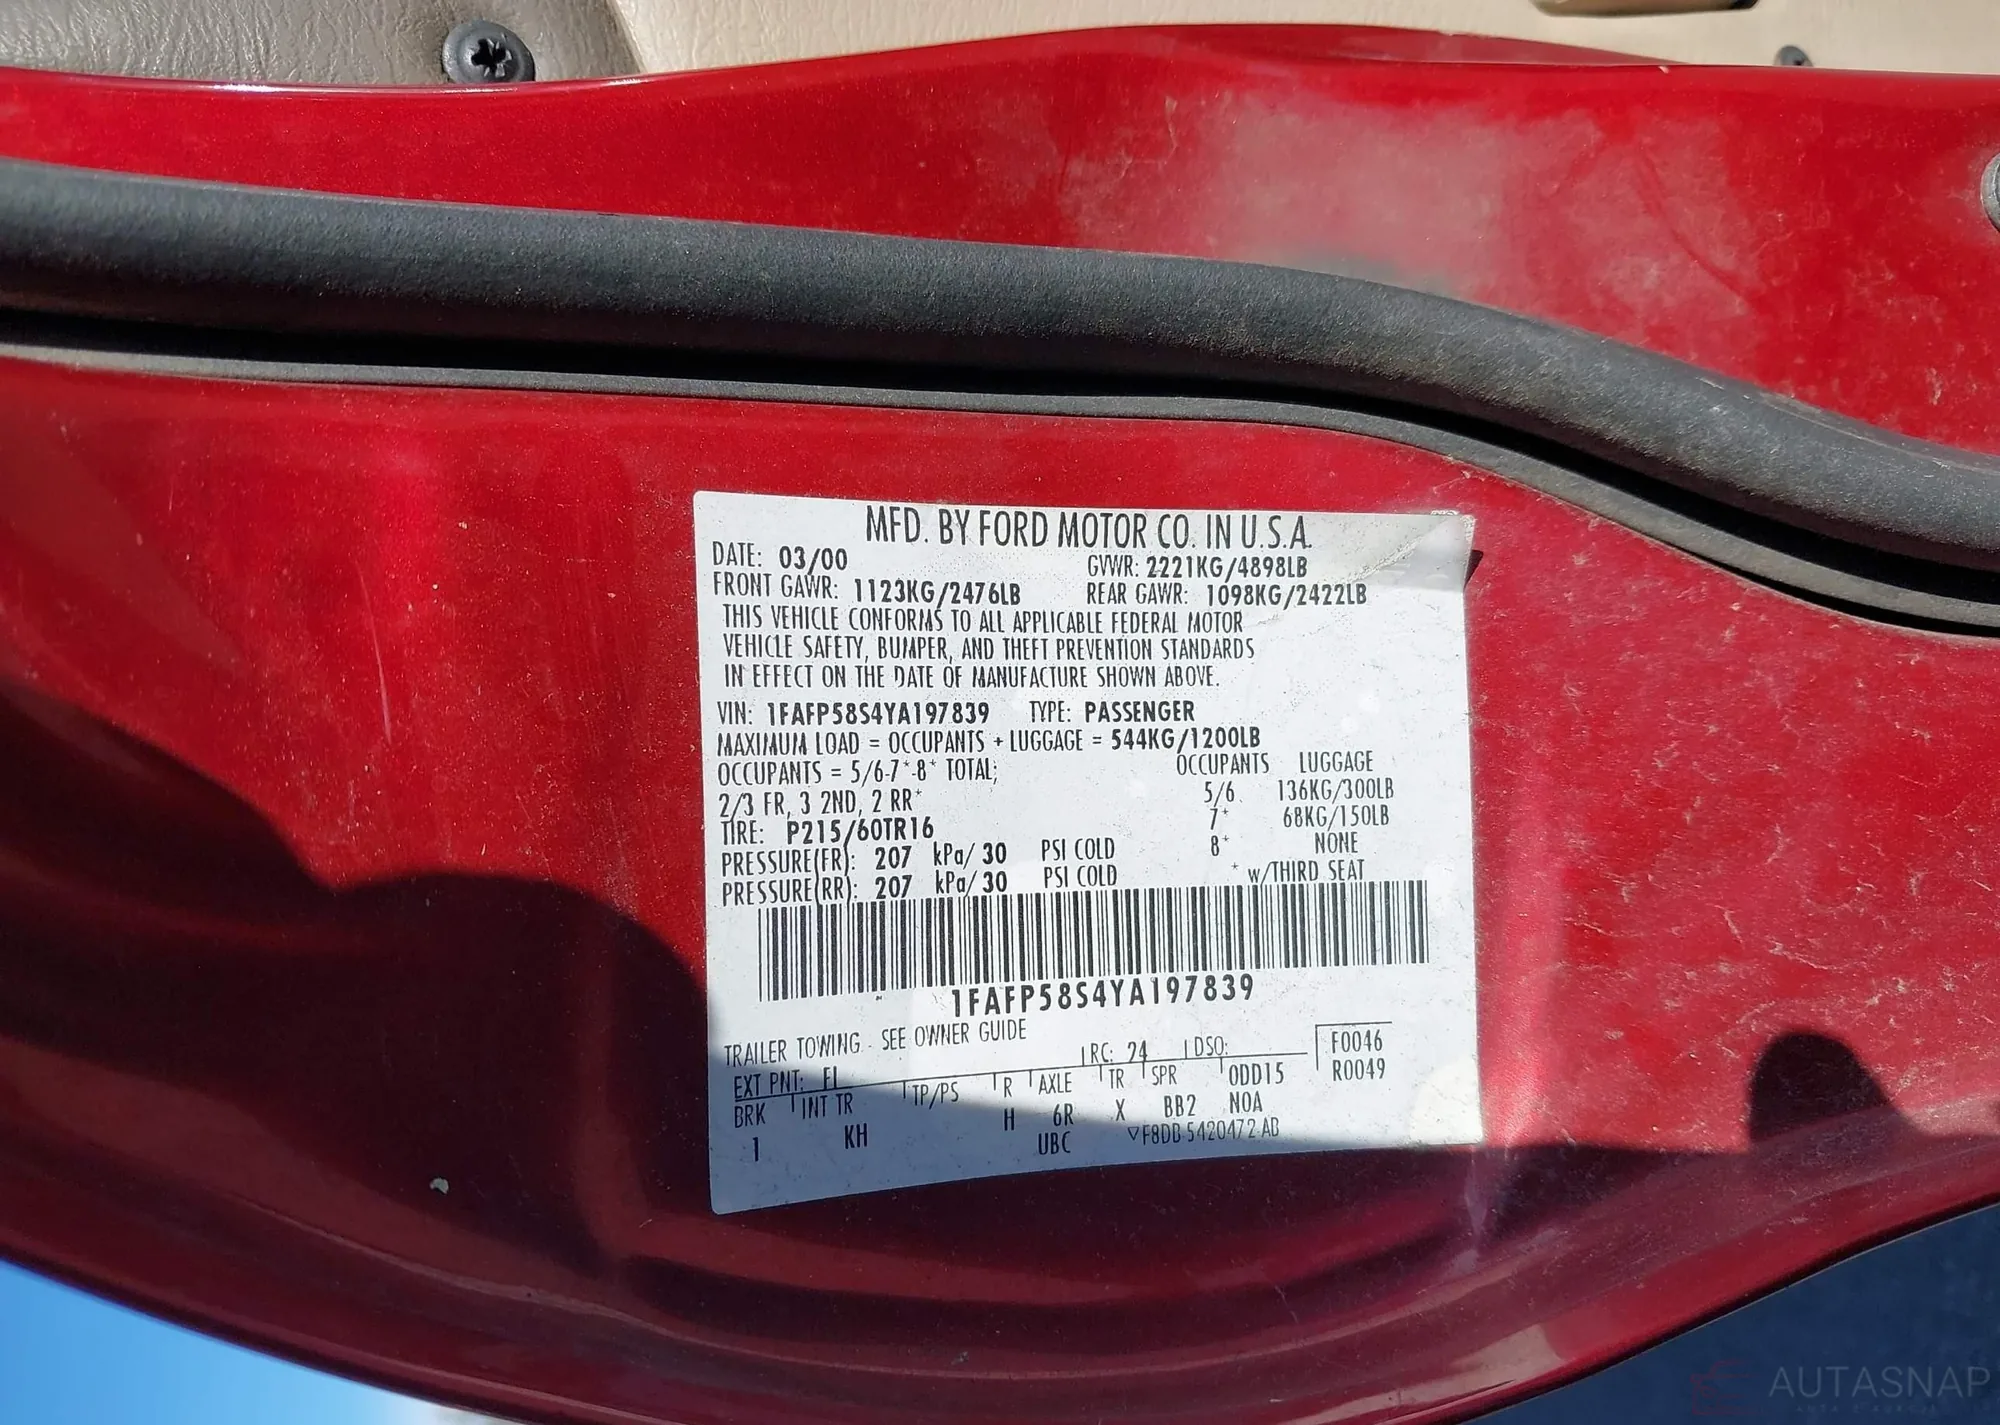 MFD. BY FORD MOTOR CO. IN U.S.A.
DATE: 03/00 GVWR: 2221KG/4898LB
FRONT GAWR: 1123KG/2476LB REAR GAWR: 1098KG/2422LB
THIS VEHICLE CONFORMS TO ALL APPLICABLE FEDERAL MOTOR
VEHICLE SAFETY, BUMPER, AND THEFT PREVENTION STANDARDS
IN EFFECT ON THE DATE OF MANUFACTURE SHOWN ABOVE.
VIN: 1FAFP58S4YA197839 TYPE: PASSENGER
MAXIMUM LOAD = OCCUPANTS + LUGGAGE = 544KG/1200LB
OCCUPANTS = 5/6-7*-8* TOTAL; OCCUPANTS LUGGAGE
2/3 FR, 3 2ND, 2 RR* 5/6 136KG/300LB
TIRE: P215/60TR16 7* 68KG/150LB
PRESSURE(FR): 207 kPa/ 30 PSI COLD 8* NONE
PRESSURE(RR): 207 kPa/ 30 PSI COLD * w/THIRD SEAT
1FAFP58S4YA197839
TRAILER TOWING - SEE OWNER GUIDE
EXT PNT: FL RC: 24 DSO: F0046
BRK INT TR TP/PS R AXLE TR SPR ODD15 R0049
1 KH H 6R X BB2 NOA
UBC ▽F8DB-5420472-AB
AUTASNAP